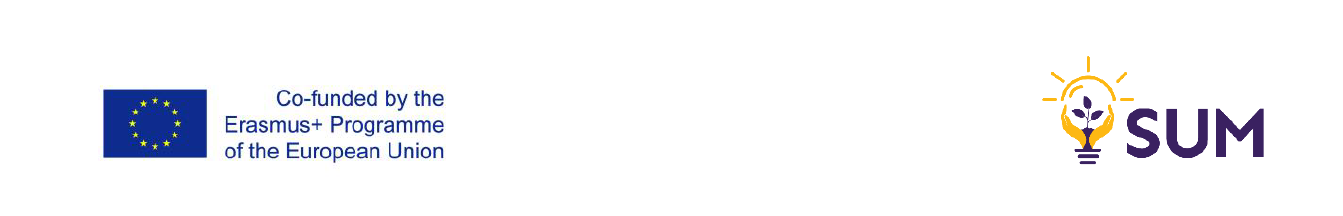 Co-funded by the
Erasmus+ Programme
of the European Union
SUM